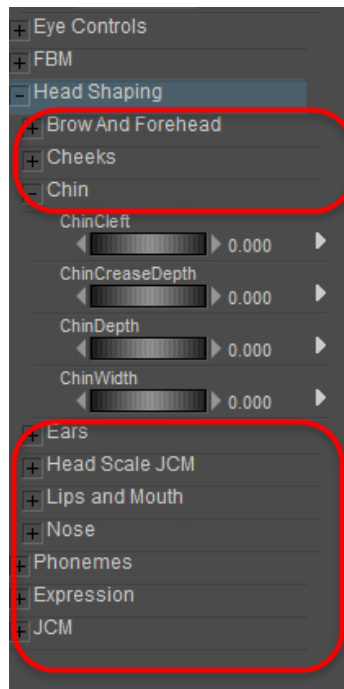 Eye Controls
FBM
Head Shaping
Brow And Forehead
Cheeks
Chin
ChinCleft
0.000
ChinCreaseDepth
0.000
ChinDepth
0.000
ChinWidth
0.000
Ears
Head Scale JCM
Lips and Mouth
Nose
Phonemes
Expression
JCM